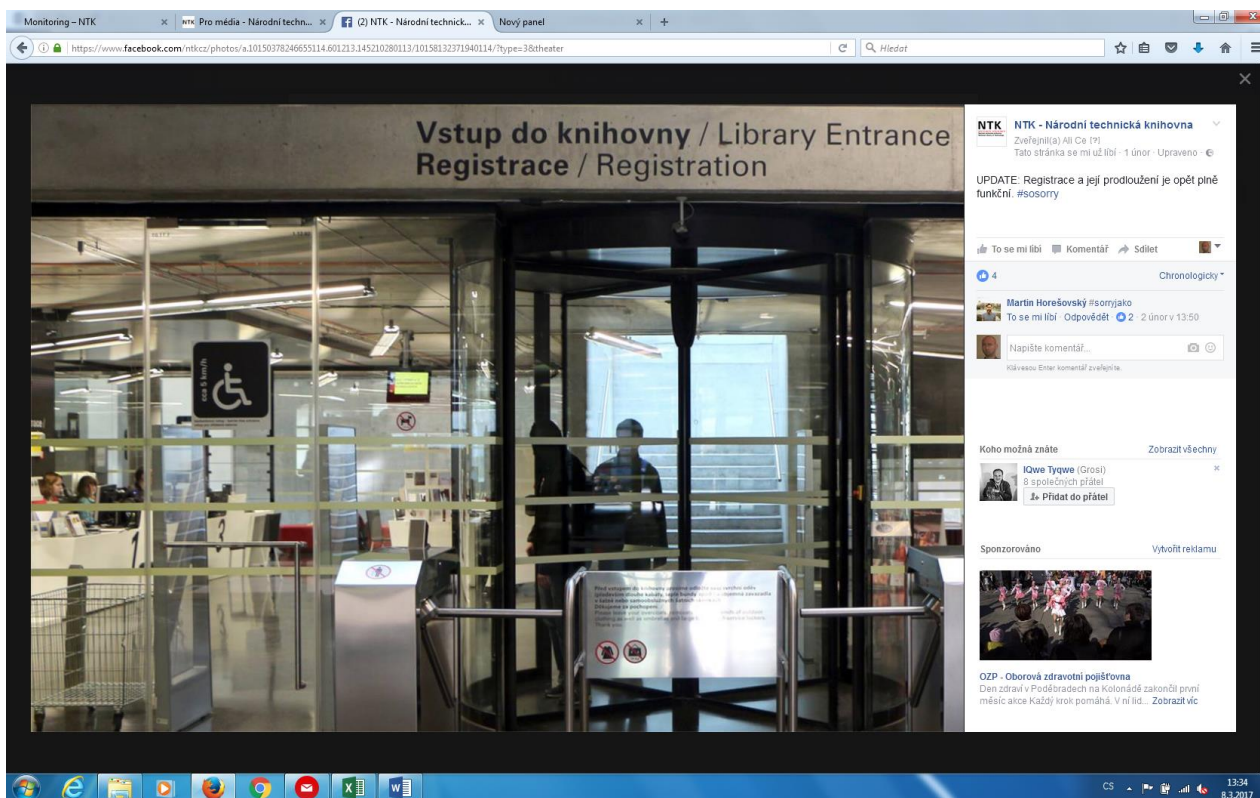 Monitoring – NTK
NTK Pro média - Národní techn...
(2) NTK - Národní technick...
Nový panel
https://www.facebook.com/ntkcz/photos/a.10150378246655114.601213.145210280113/10158132371940114/?type=3&theater
Hledat
Vstup do knihovny / Library Entrance
Registrace / Registration
cca 5 km/h
NTK
NTK - Národní technická knihovna
Zveřejnil(a) Ali Ce [?]
Tato stránka se mi už líbí · 1 únor · Upraveno ·
UPDATE: Registrace a její prodloužení je opět plně
funkční. #sosorry
To se mi líbí Komentář Sdílet
4 Chronologicky
Martin Horešovský #sorryjako
To se mi líbí · Odpovědět · 2 · 2 únor v 13:50
Napište komentář...
Klávesou Enter komentář zveřejníte.
Koho možná znáte Zobrazit všechny
IQwe Tyqwe (Grosi)
8 společných přátel
Přidat do přátel
Sponzorováno Vytvořit reklamu
OZP - Oborová zdravotní pojišťovna
Den zdraví v Poděbradech na Kolonádě zakončil první
měsíc akce Každý krok pomáhá. V ní lid... Zobrazit víc
CS
13:34
8.3.2017